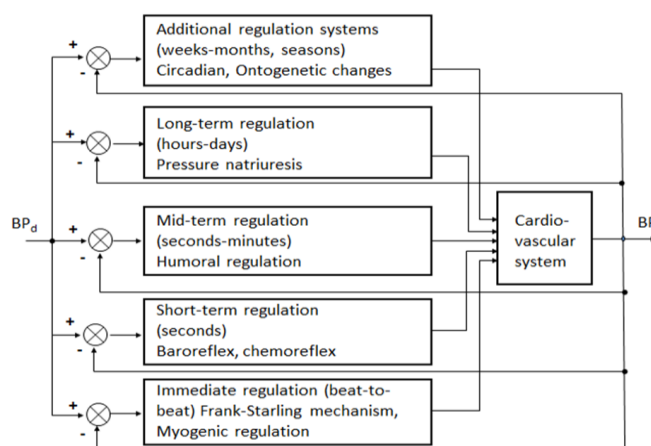 Additional regulation systems
(weeks-months, seasons)
Circadian, Ontogenetic changes
+
-
Long-term regulation
(hours-days)
Pressure natriuresis
+
-
BPd
Mid-term regulation
(seconds-minutes)
Humoral regulation
+
-
Cardio-
vascular
system
BP
Short-term regulation
(seconds)
Baroreflex, chemoreflex
+
-
Immediate regulation (beat-to-
beat) Frank-Starling mechanism,
Myogenic regulation
+
-